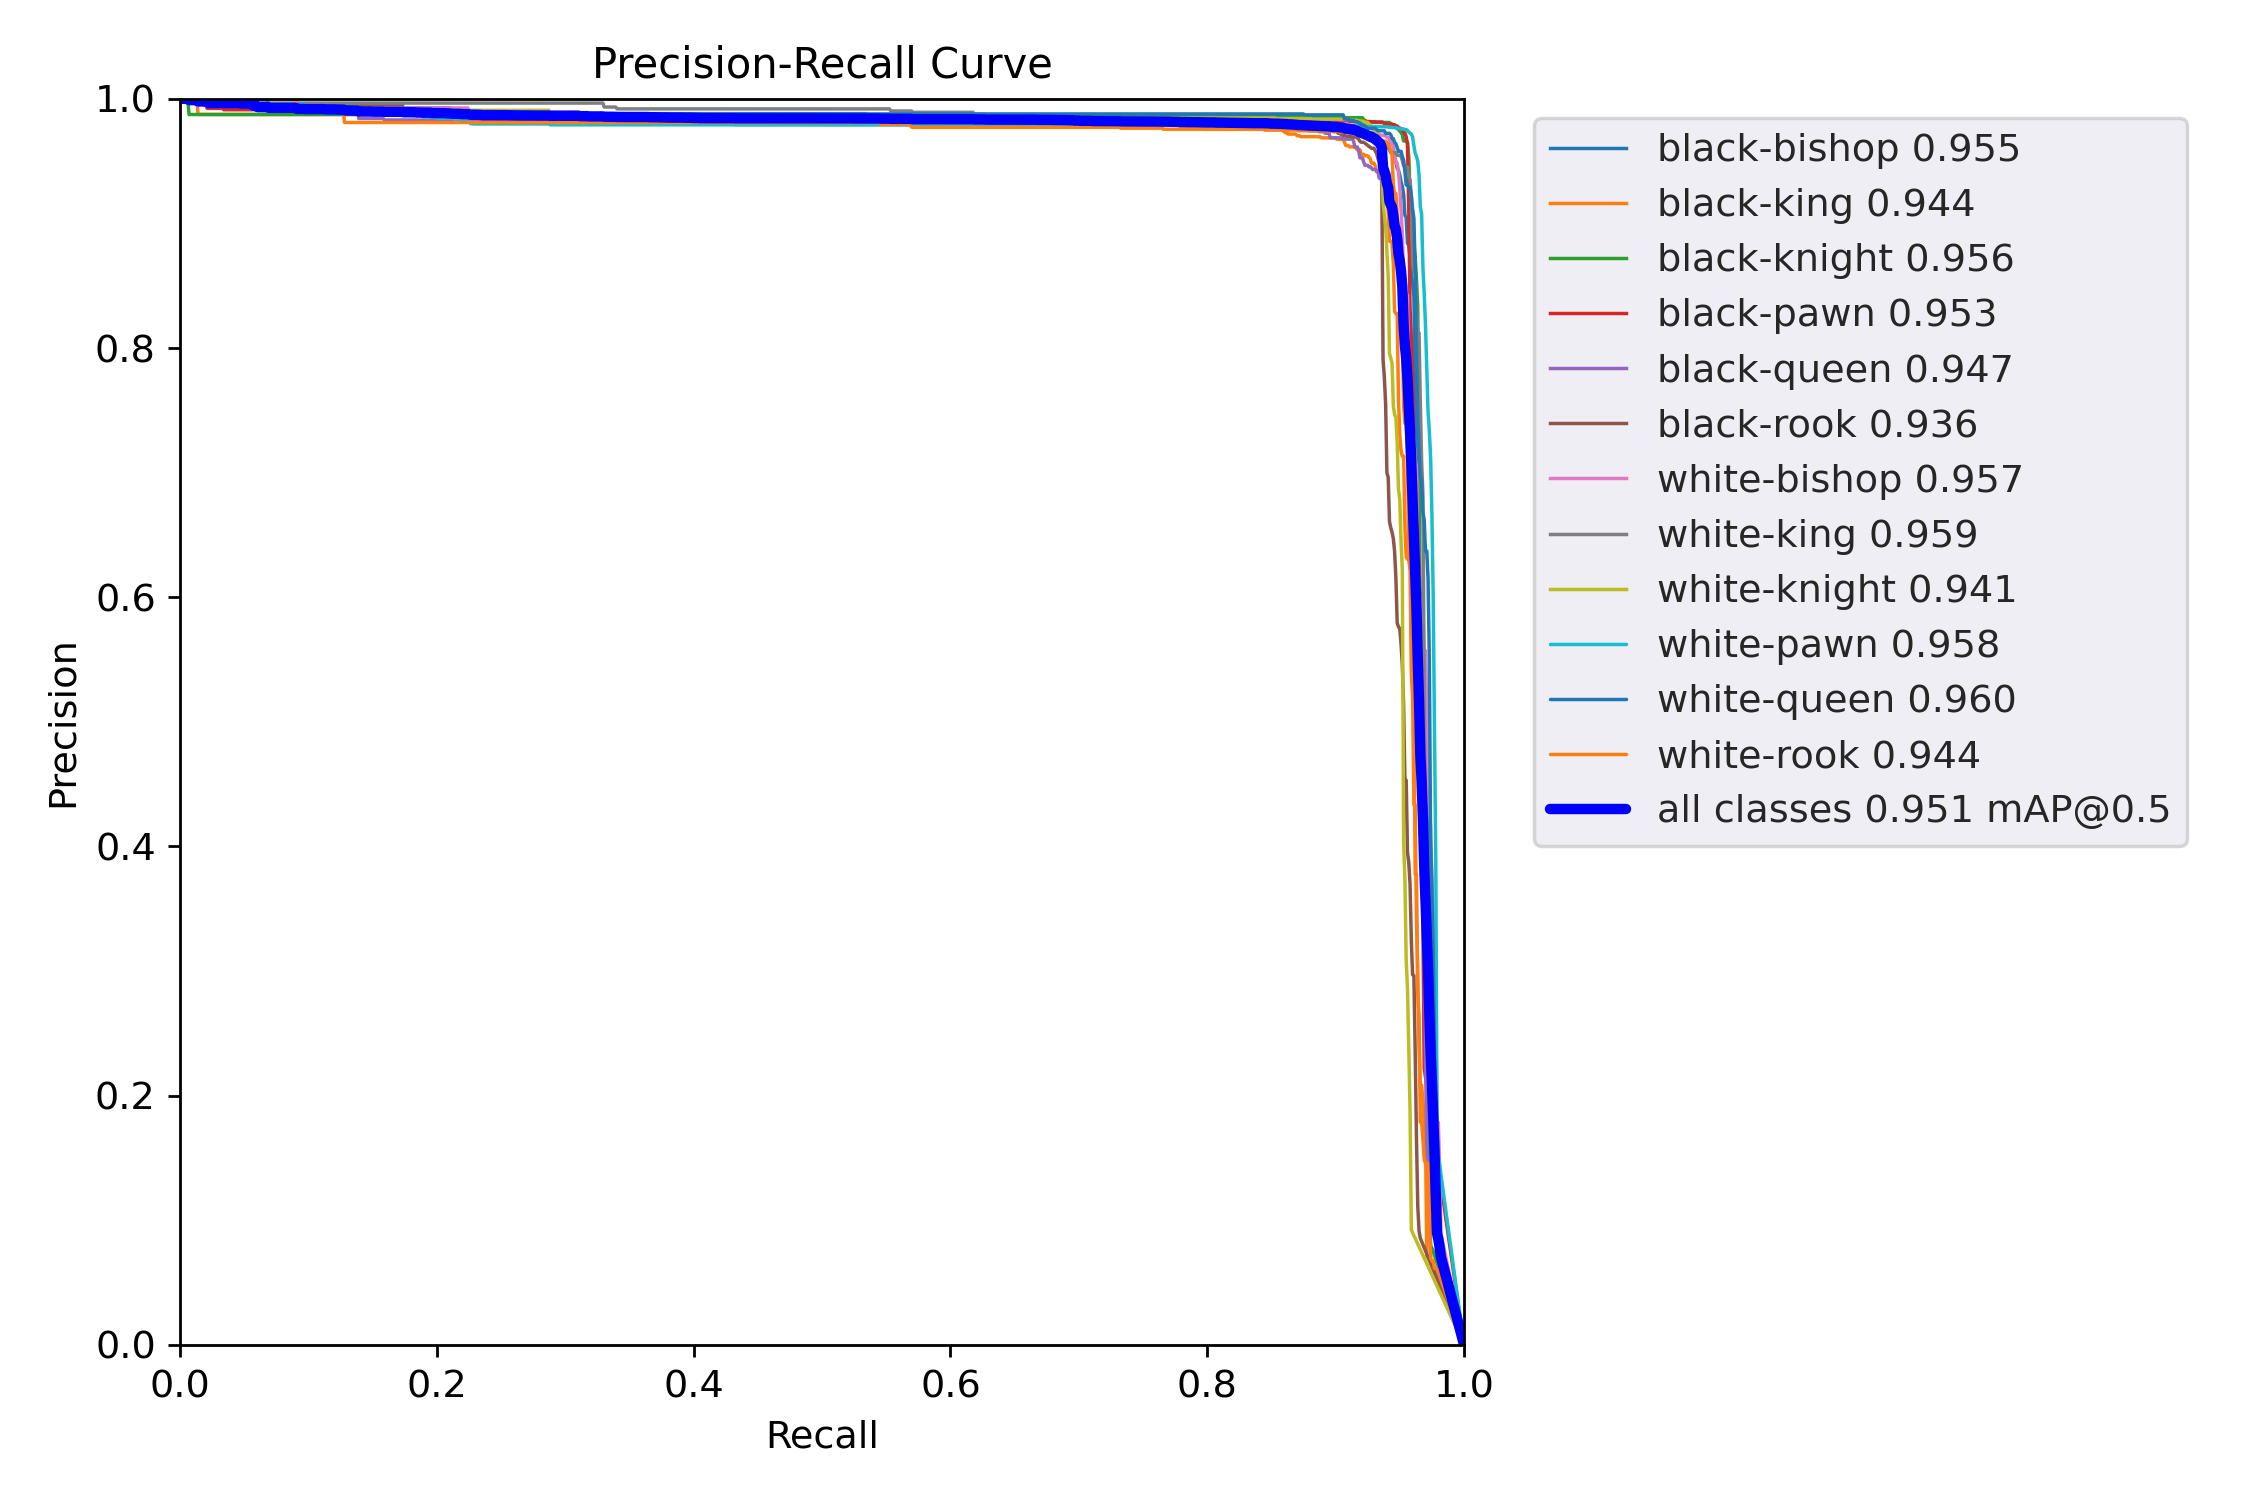 Precision-Recall Curve
1.0
0.8
0.6
0.4
0.2
0.0
Precision
0.0 0.2 0.4 0.6 0.8 1.0
Recall
black-bishop 0.955
black-king 0.944
black-knight 0.956
black-pawn 0.953
black-queen 0.947
black-rook 0.936
white-bishop 0.957
white-king 0.959
white-knight 0.941
white-pawn 0.958
white-queen 0.960
white-rook 0.944
all classes 0.951 mAP@0.5